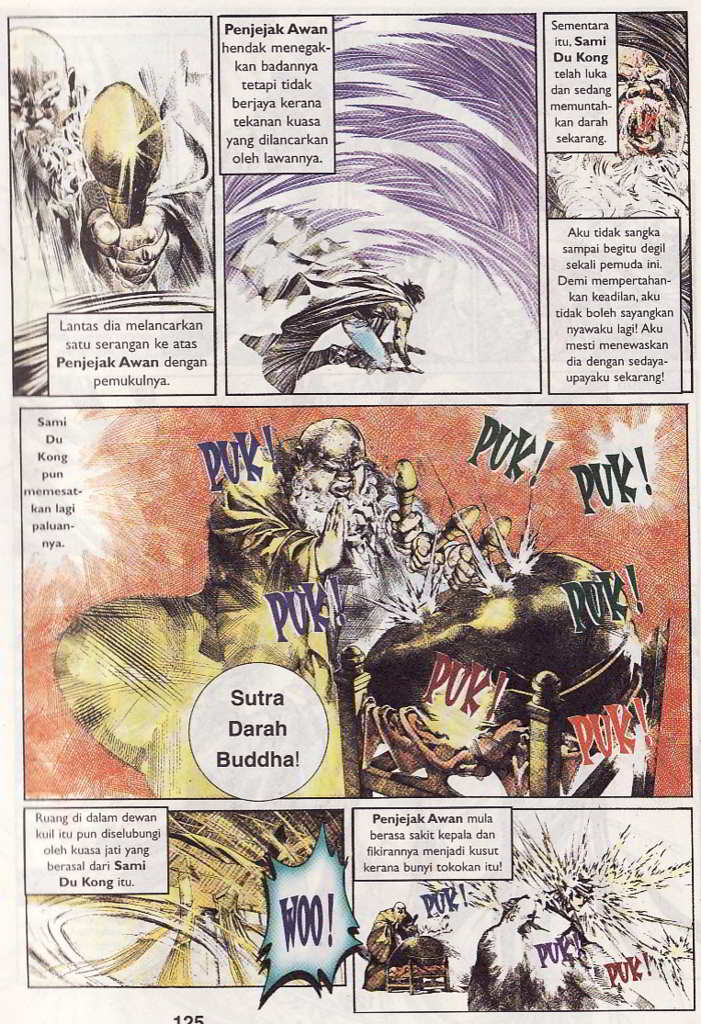 Lantas dia melancarkan
satu serangan ke atas
Penjejak Awan dengan
pemukulnya.
Penjejak Awan
hendak menegak-
kan badannya
tetapi tidak
berjaya kerana
tekanan kuasa
yang dilancarkan
oleh lawannya.
Sementara
itu, Sami
Du Kong
telah luka
dan sedang
memuntah-
kan darah
sekarang.
Aku tidak sangka
sampai begitu degil
sekali pemuda ini.
Demi mempertahan-
kan keadilan, aku
tidak boleh sayangkan
nyawaku lagi! Aku
mesti menewaskan
dia dengan sedaya-
upayaku sekarang!
Sami
Du
Kong
pun
memesat-
kan lagi
paluan-
nya.
PUK!
PUK!
PUK!
PUK!
PUK!
PUK!
PUK!
Sutra
Darah
Buddha!
Ruang di dalam dewan
kuil itu pun diselubungi
oleh kuasa jati yang
berasal dari Sami
Du Kong itu.
WOO!
Penjejak Awan mula
berasa sakit kepala dan
fikirannya menjadi kusut
kerana bunyi tokokan itu!
PUK!
PUK!
PUK!
125